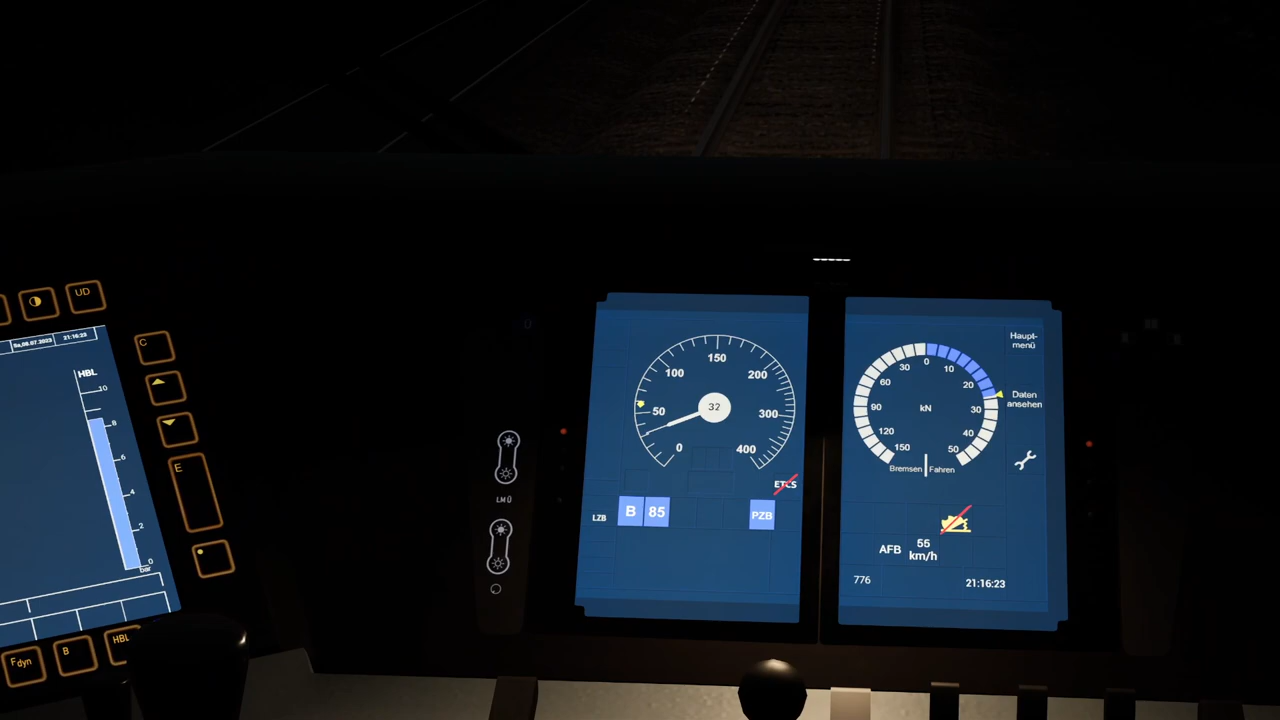 UD
Sa,08.07.2023 21:16:23
C
HBL
10
8
6
4
2
0
bar
E
Fdyn
B
HBL
LMÜ
0
50
100
150
200
300
400
32
ETCS
LZB
B 85
PZB
Haupt-
menü
Daten
ansehen
0
30
60
90
120
150
10
20
30
40
50
kN
Bremsen Fahren
AFB
55
km/h
776
21:16:23